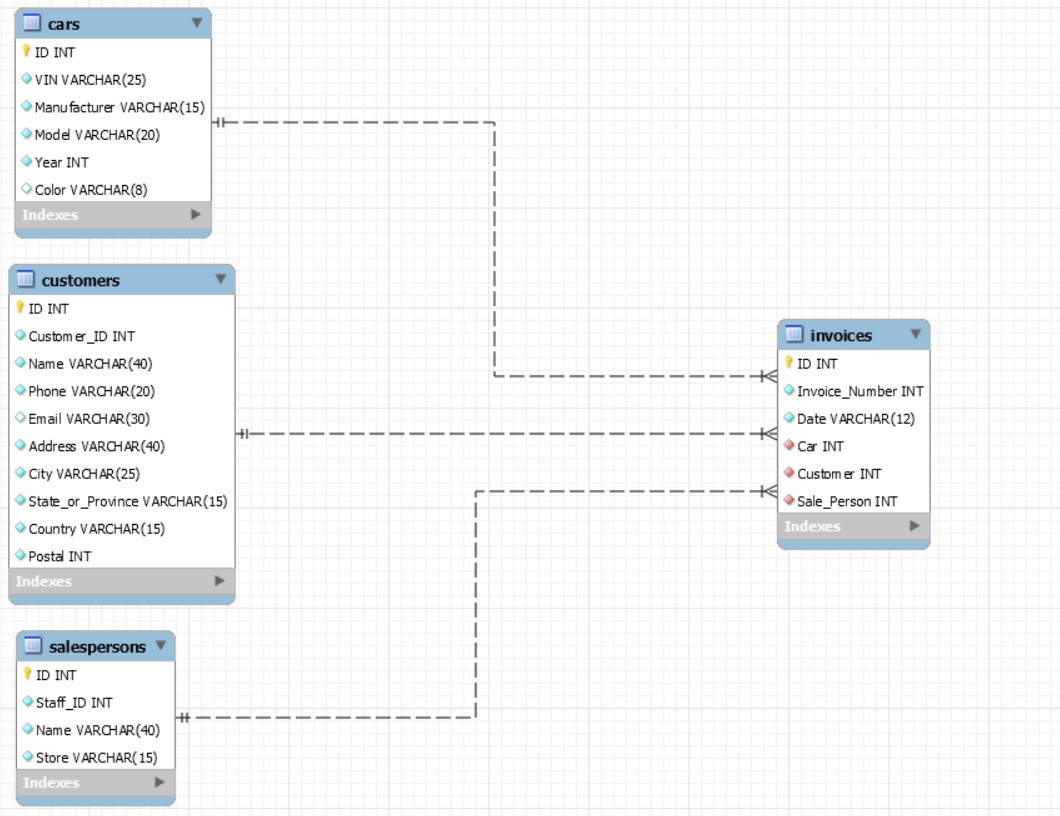 cars
ID INT
VIN VARCHAR(25)
Manufacturer VARCHAR(15)
Model VARCHAR(20)
Year INT
Color VARCHAR(8)
Indexes
customers
ID INT
Customer_ID INT
Name VARCHAR(40)
Phone VARCHAR(20)
Email VARCHAR(30)
Address VARCHAR(40)
City VARCHAR(25)
State_or_Province VARCHAR(15)
Country VARCHAR(15)
Postal INT
Indexes
salespersons
ID INT
Staff_ID INT
Name VARCHAR(40)
Store VARCHAR(15)
Indexes
invoices
ID INT
Invoice_Number INT
Date VARCHAR(12)
Car INT
Customer INT
Sale_Person INT
Indexes